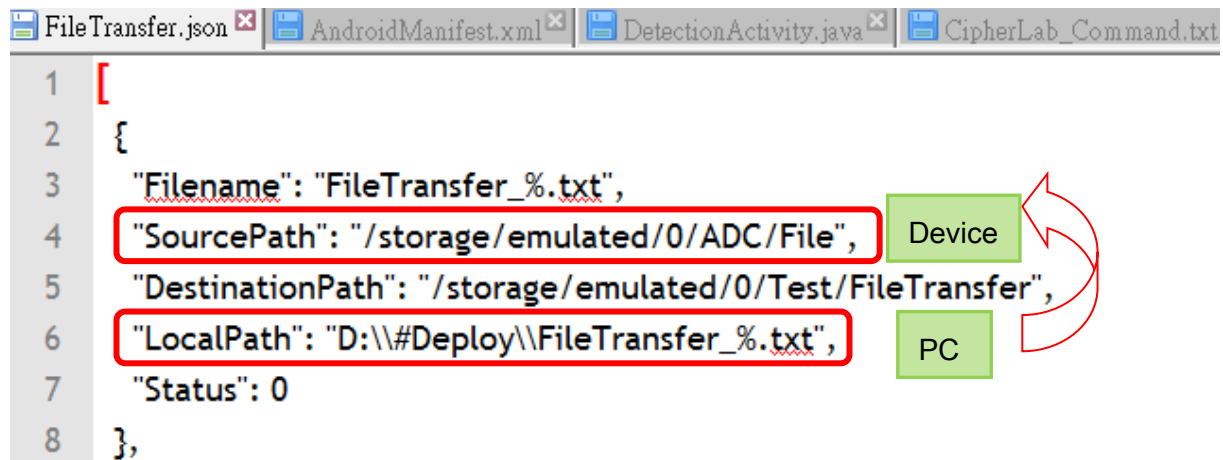 FileTransfer.json AndroidManifest.xml DetectionActivity.java CipherLab_Command.txt
1 [
2 {
3 "Filename": "FileTransfer_%.txt",
4 "SourcePath": "/storage/emulated/0/ADC/File", Device
5 "DestinationPath": "/storage/emulated/0/Test/FileTransfer",
6 "LocalPath": "D:\\#Deploy\\FileTransfer_%.txt", PC
7 "Status": 0
8 },